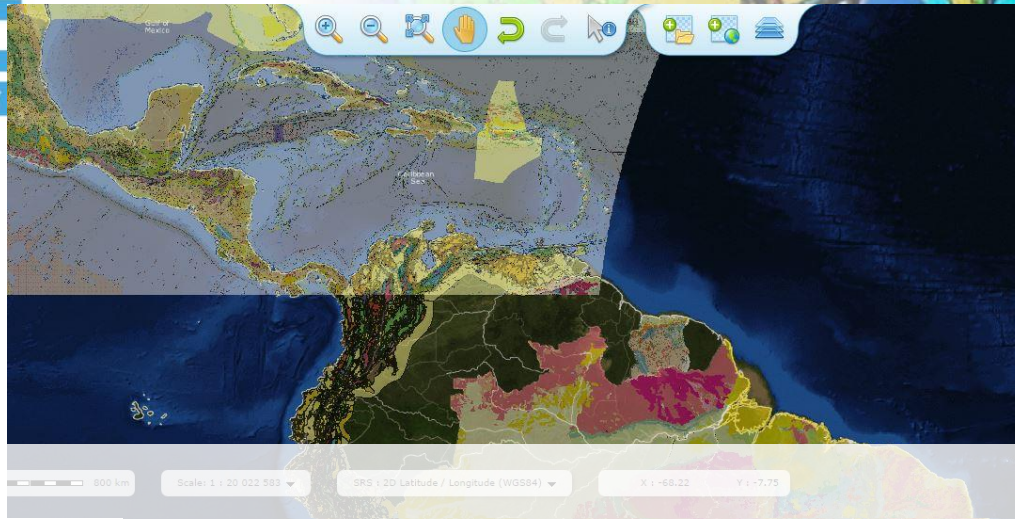 Gulf of
Mexico
Caribbean
Sea
800 km
Scale: 1 : 20 022 583
SRS : 2D Latitude / Longitude (WGS84)
X : -68.22
Y : -7.75